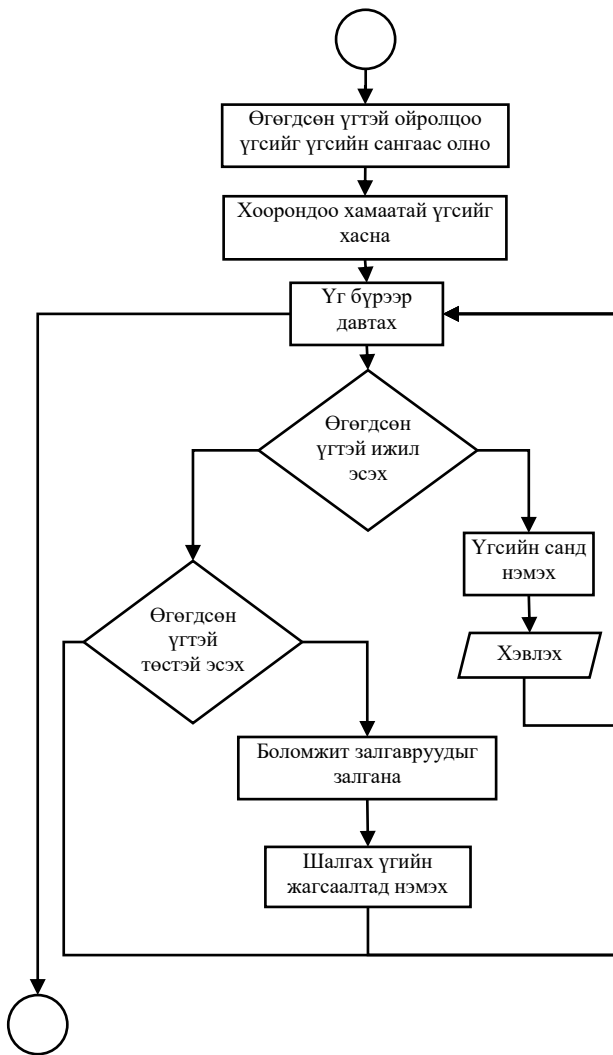 Өгөгдсөн үгтэй ойролцоо
үгсийг үгсийн сангаас олно
Хоорондоо хамаатай үгсийг
хасна
Үг бүрээр
давтах
Өгөгдсөн
үгтэй ижил
эсэх
Үгсийн санд
нэмэх
Хэвлэх
Өгөгдсөн
үгтэй
төстэй эсэх
Боломжит залгавруудыг
залгана
Шалгах үгийн
жагсаалтад нэмэх